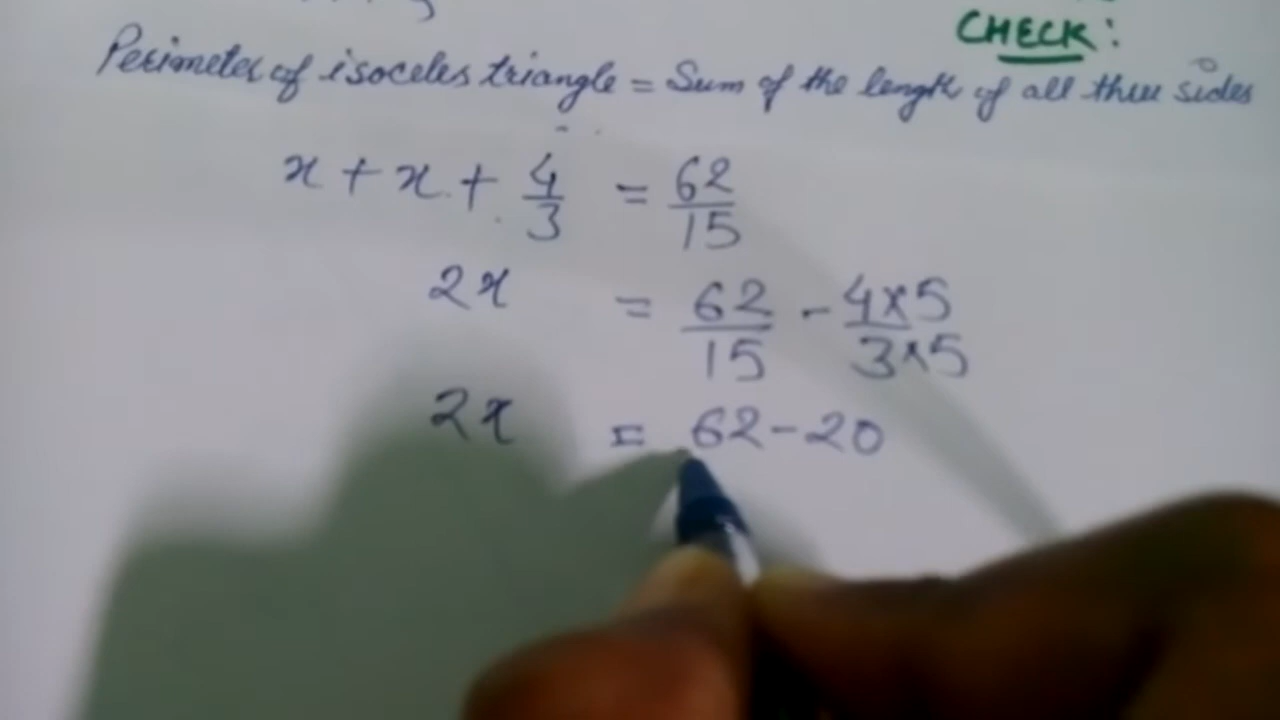 CHECK:
Perimeter of isoceles triangle = Sum of the length of all three sides
x + x + 4/3 = 62/15
2x = 62/15 - 4×5/3×5
2x = 62-20